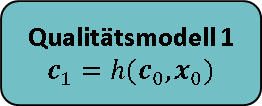 Qualitätsmodell 1
𝒄₁ = ℎ(𝒄₀, 𝒙₀)